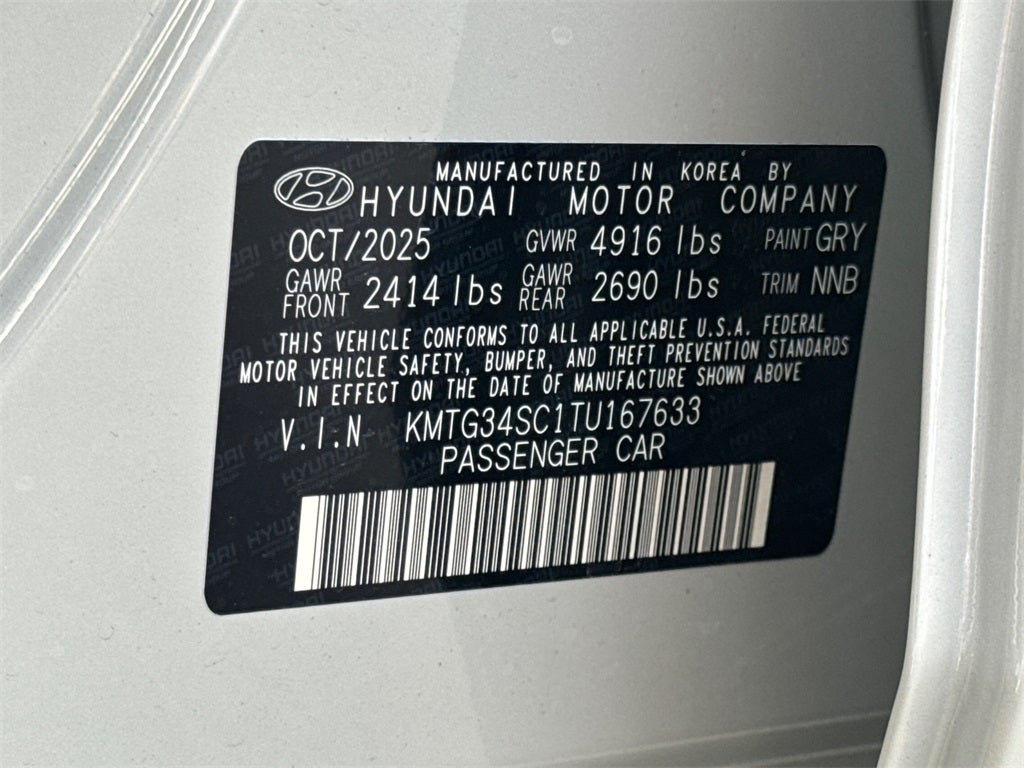 MANUFACTURED IN KOREA BY
HYUNDAI MOTOR COMPANY
OCT/2025 GVWR 4916 lbs PAINT GRY
GAWR FRONT 2414 lbs GAWR REAR 2690 lbs TRIM NNB
THIS VEHICLE CONFORMS TO ALL APPLICABLE U.S.A. FEDERAL
MOTOR VEHICLE SAFETY, BUMPER, AND THEFT PREVENTION STANDARDS
IN EFFECT ON THE DATE OF MANUFACTURE SHOWN ABOVE
V.I.N KMTG34SC1TU167633
PASSENGER CAR